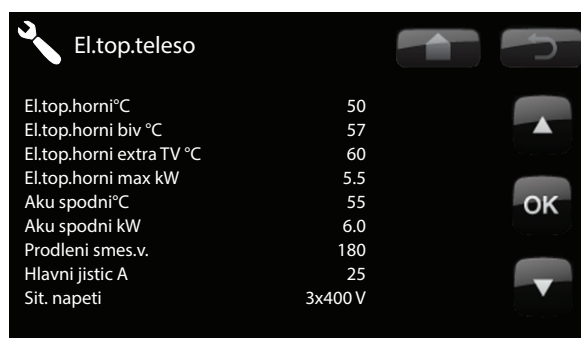 El.top.teleso
El.top.horni°C 50
El.top.horni biv °C 57
El.top.horni extra TV °C 60
El.top.horni max kW 5.5
Aku spodni°C 55
Aku spodni kW 6.0
Prodleni smes.v. 180
Hlavni jistic A 25
Sit. napeti 3x400 V
OK